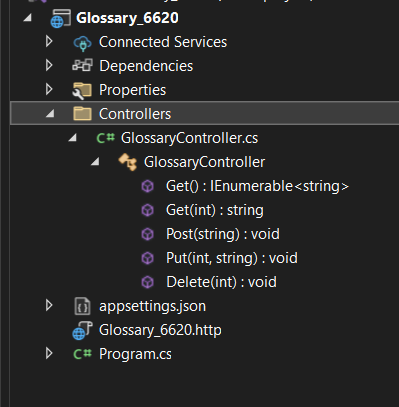 Glossary_6620
Connected Services
Dependencies
Properties
Controllers
C# GlossaryController.cs
GlossaryController
Get() : IEnumerable<string>
Get(int) : string
Post(string) : void
Put(int, string) : void
Delete(int) : void
appsettings.json
Glossary_6620.http
C# Program.cs